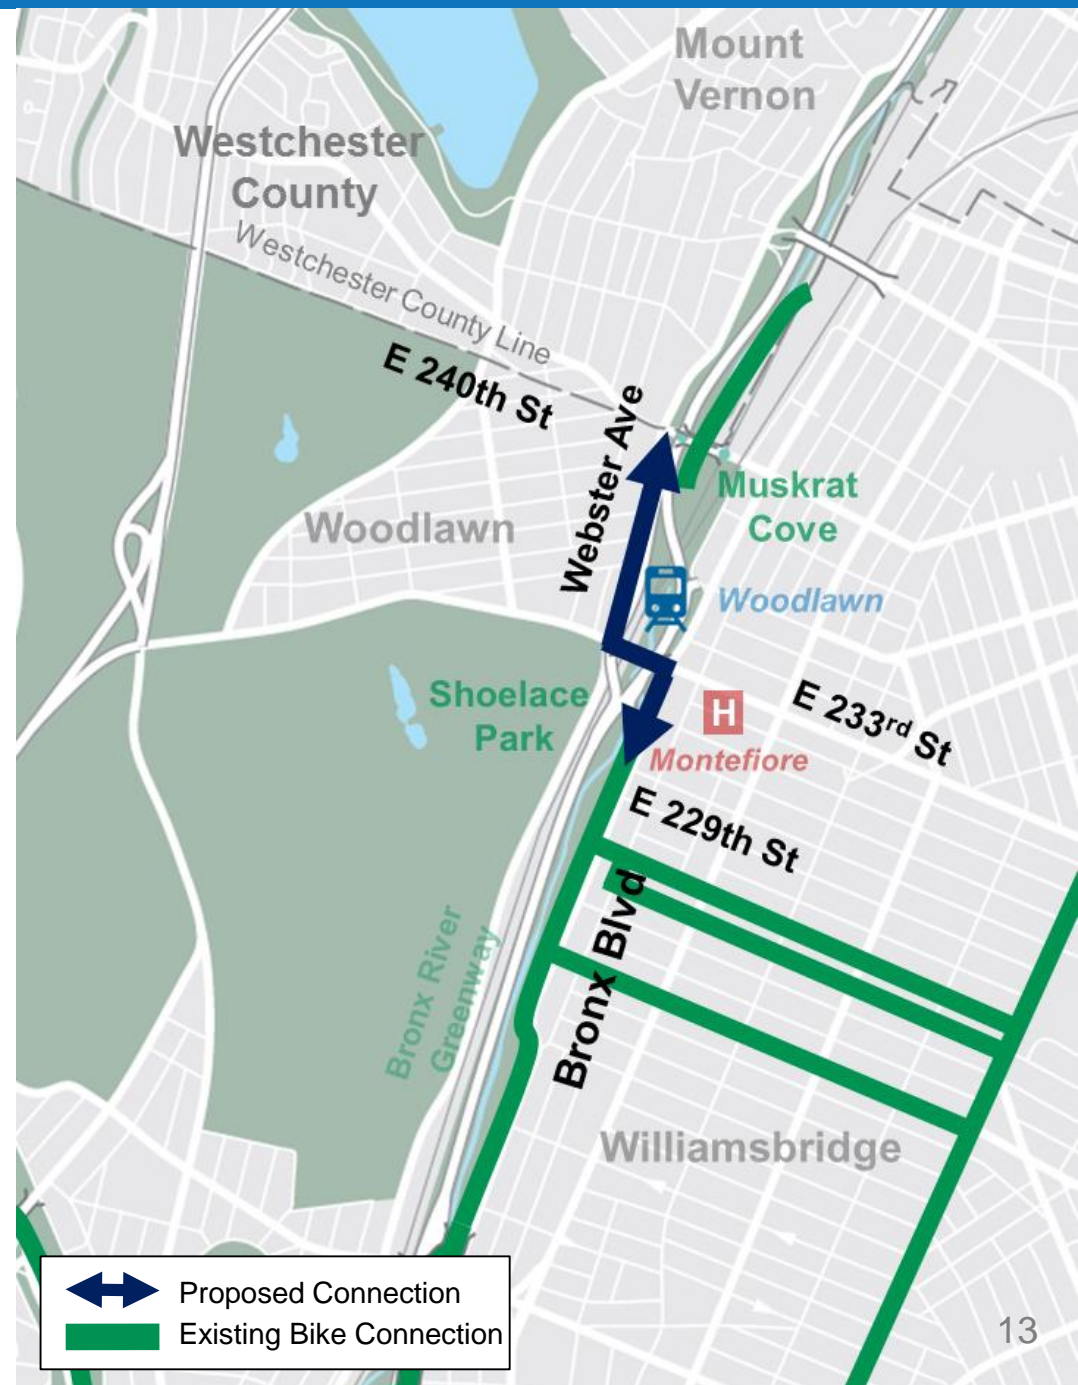 Mount
Vernon
Westchester
County
Westchester County Line
E 240th St
Webster Ave
Muskrat
Cove
Woodlawn
Woodlawn
Shoelace
Park
H
Montefiore
E 233rd St
E 229th St
Bronx Blvd
Bronx River
Greenway
Williamsbridge
Proposed Connection
Existing Bike Connection
13